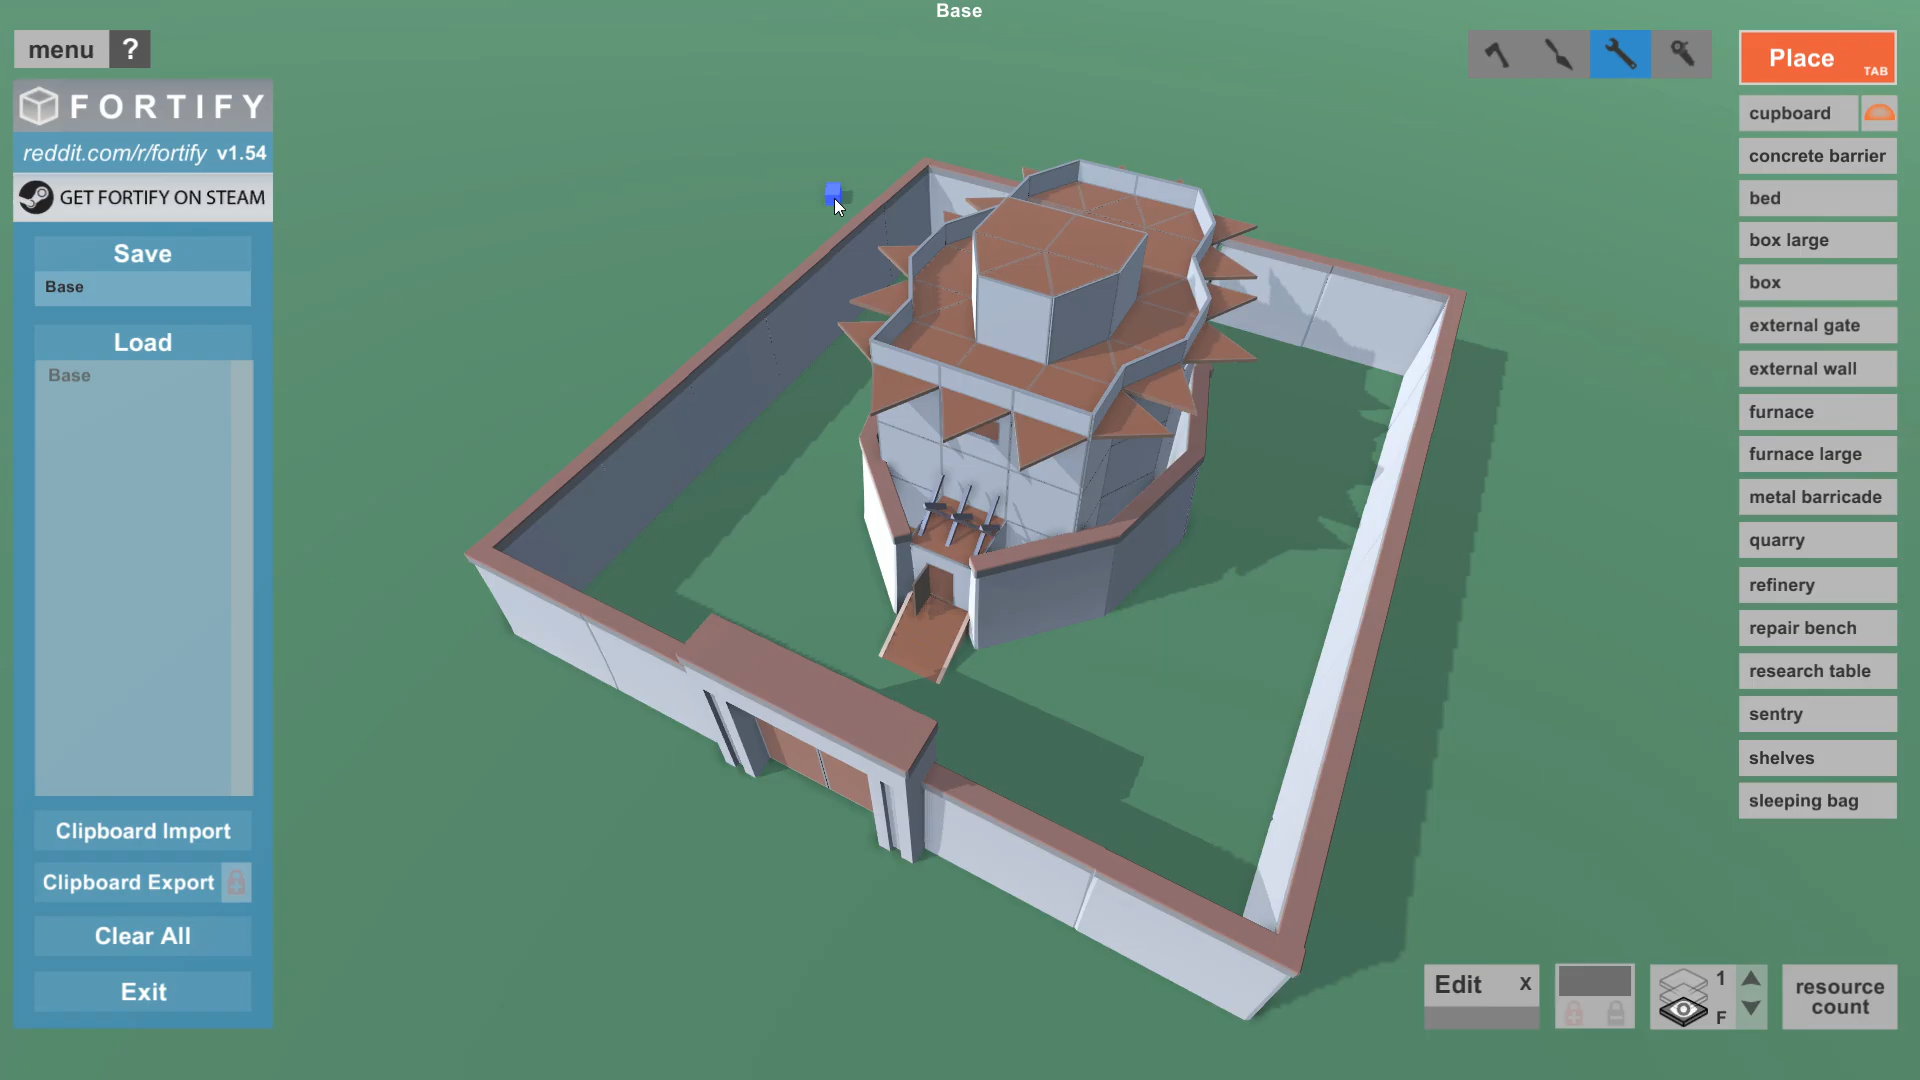 Base
menu ?
FORTIFY
reddit.com/r/fortify v1.54
GET FORTIFY ON STEAM
Save
Base
Load
Base
Clipboard Import
Clipboard Export
Clear All
Exit
Place
TAB
cupboard
concrete barrier
bed
box large
box
external gate
external wall
furnace
furnace large
metal barricade
quarry
refinery
repair bench
research table
sentry
shelves
sleeping bag
Edit X
1
F
resource
count